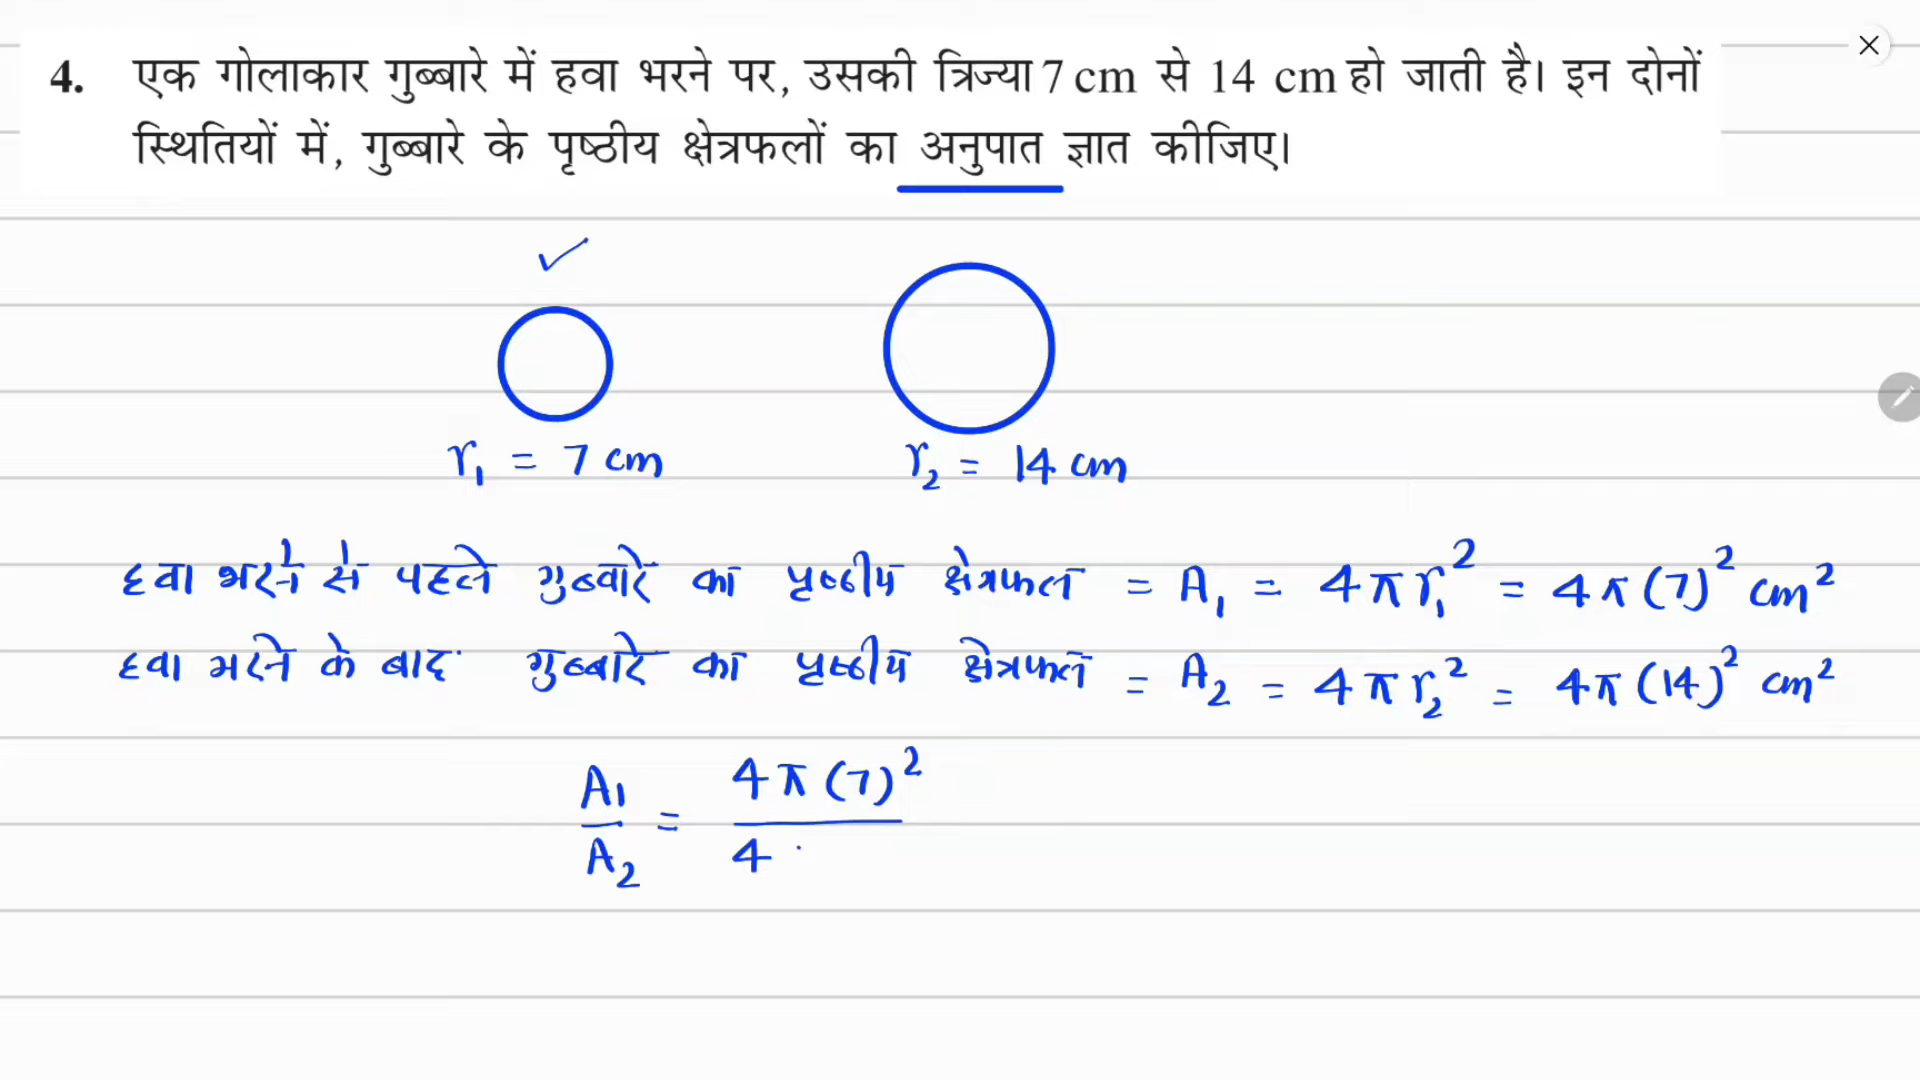 4. एक गोलाकार गुब्बारे में हवा भरने पर, उसकी त्रिज्या 7 cm से 14 cm हो जाती है। इन दोनों
स्थितियों में, गुब्बारे के पृष्ठीय क्षेत्रफलों का अनुपात ज्ञात कीजिए।
r₁ = 7 cm r₂ = 14 cm
हवा भरने से पहले गुब्बारे का पृष्ठीय क्षेत्रफल = A₁ = 4πr₁² = 4π(7)² cm²
हवा भरने के बाद गुब्बारे का पृष्ठीय क्षेत्रफल = A₂ = 4πr₂² = 4π(14)² cm²
A₁ / A₂ = 4π(7)² / 4